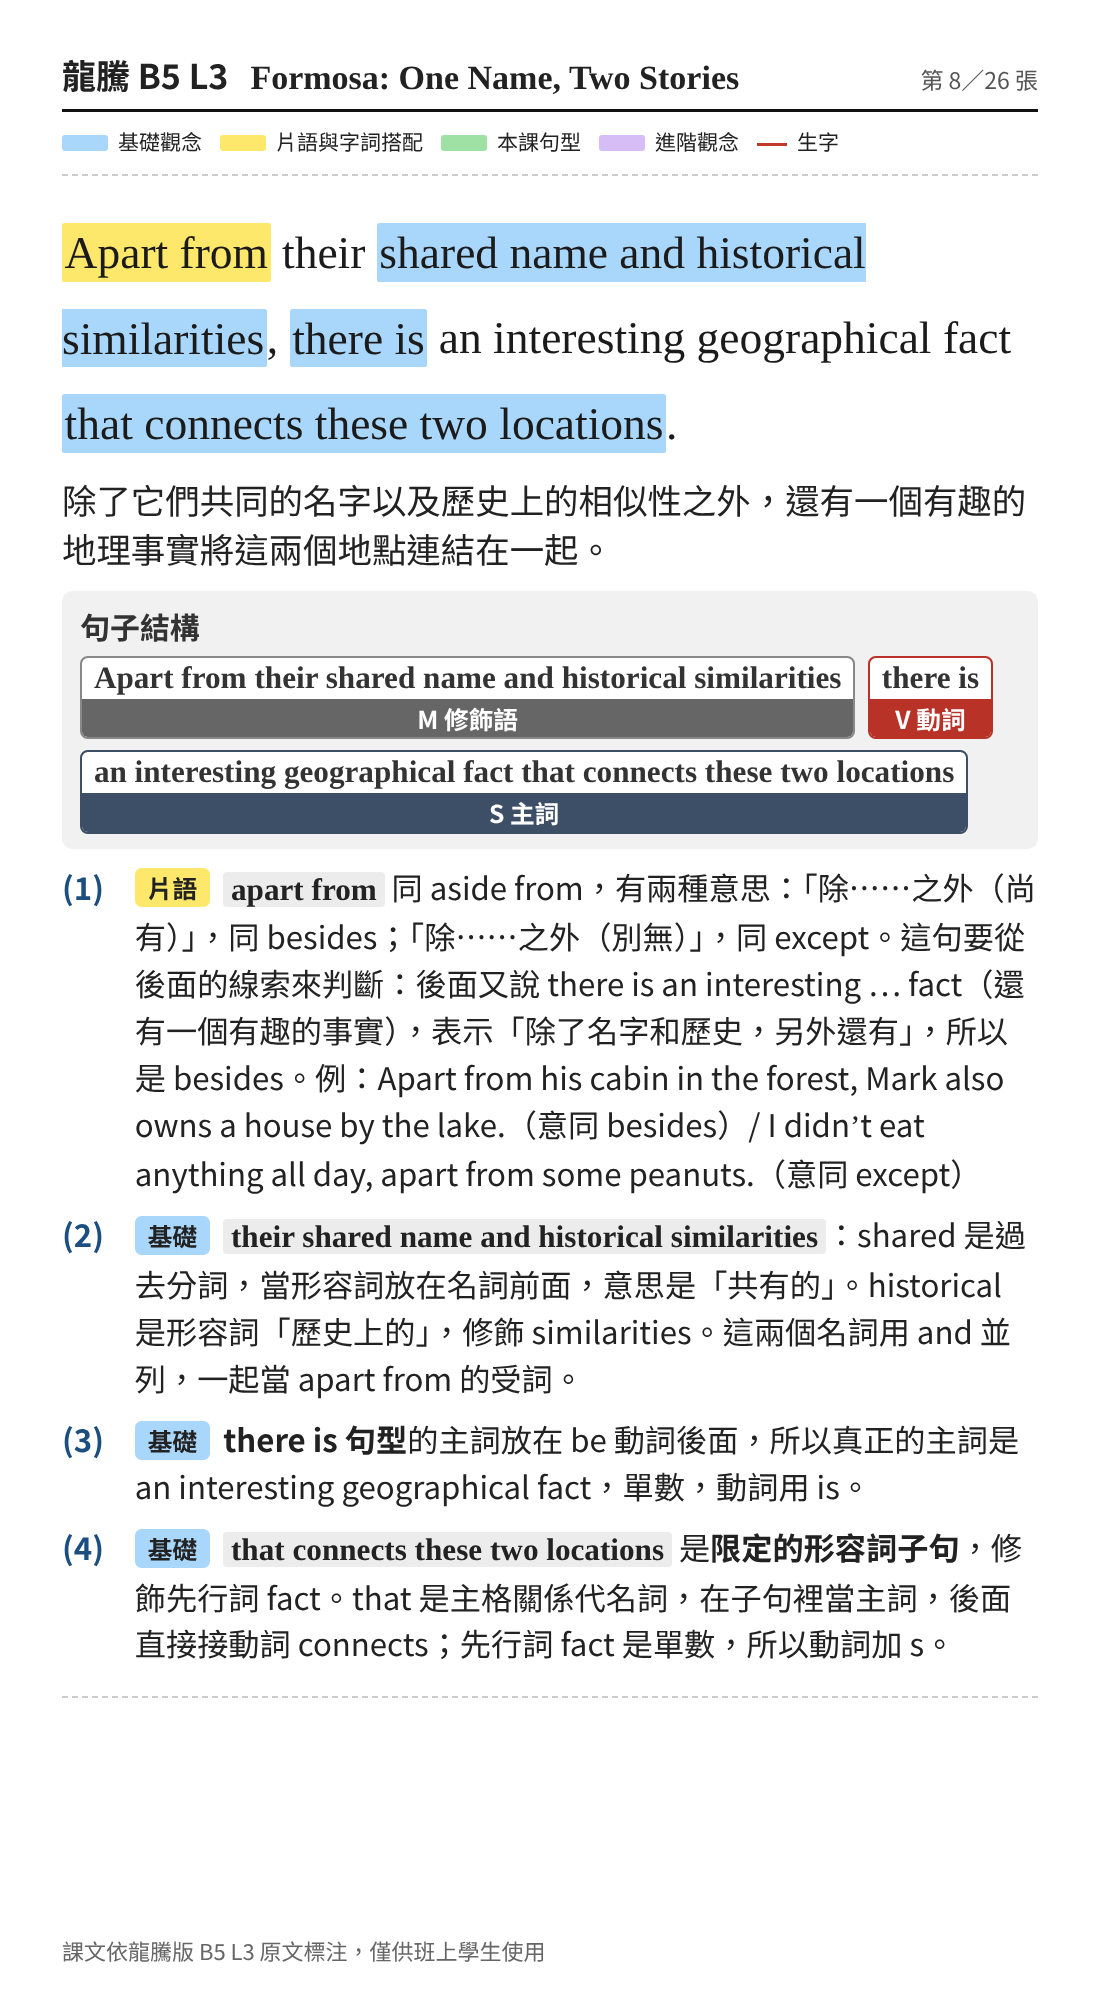 龍騰 B5 L3 Formosa: One Name, Two Stories 第 8／26 張
基礎觀念 片語與字詞搭配 本課句型 進階觀念 生字
Apart from their shared name and historical
similarities, there is an interesting geographical fact
that connects these two locations.
除了它們共同的名字以及歷史上的相似性之外，還有一個有趣的
地理事實將這兩個地點連結在一起。
句子結構
Apart from their shared name and historical similarities there is
M 修飾語 V 動詞
an interesting geographical fact that connects these two locations
S 主詞
(1) 片語 apart from 同 aside from，有兩種意思：「除⋯⋯之外（尚
有）」，同 besides；「除⋯⋯之外（別無）」，同 except。這句要從
後面的線索來判斷：後面又說 there is an interesting … fact（還
有一個有趣的事實），表示「除了名字和歷史，另外還有」，所以
是 besides。例：Apart from his cabin in the forest, Mark also
owns a house by the lake.（意同 besides）/ I didn’t eat
anything all day, apart from some peanuts.（意同 except）
(2) 基礎 their shared name and historical similarities：shared 是過
去分詞，當形容詞放在名詞前面，意思是「共有的」。historical
是形容詞「歷史上的」，修飾 similarities。這兩個名詞用 and 並
列，一起當 apart from 的受詞。
(3) 基礎 there is 句型的主詞放在 be 動詞後面，所以真正的主詞是
an interesting geographical fact，單數，動詞用 is。
(4) 基礎 that connects these two locations 是限定的形容詞子句，修
飾先行詞 fact。that 是主格關係代名詞，在子句裡當主詞，後面
直接接動詞 connects；先行詞 fact 是單數，所以動詞加 s。
課文依龍騰版 B5 L3 原文標注，僅供班上學生使用